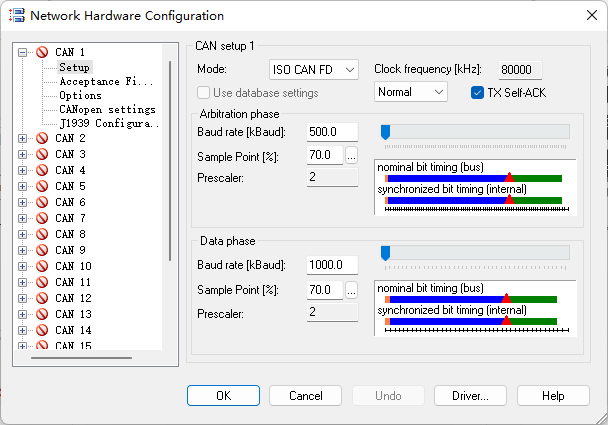 Network Hardware Configuration
CAN 1
Setup
Acceptance Fi...
Options
CANopen settings
J1939 Configura...
CAN 2
CAN 3
CAN 4
CAN 5
CAN 6
CAN 7
CAN 8
CAN 9
CAN 10
CAN 11
CAN 12
CAN 13
CAN 14
CAN 15
CAN setup 1
Mode: ISO CAN FD Clock frequency [kHz]: 80000
Use database settings Normal TX Self-ACK
Arbitration phase
Baud rate [kBaud]: 500.0
Sample Point [%]: 70.0 ...
Prescaler: 2
nominal bit timing (bus)
synchronized bit timing (internal)
Data phase
Baud rate [kBaud]: 1000.0
Sample Point [%]: 70.0 ...
Prescaler: 2
nominal bit timing (bus)
synchronized bit timing (internal)
OK Cancel Undo Driver... Help